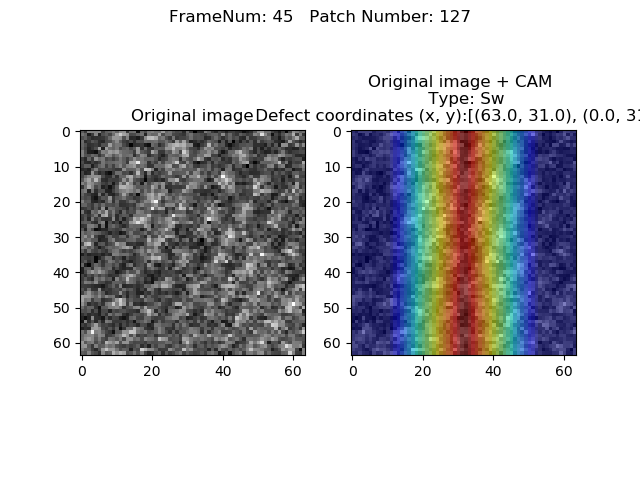 FrameNum: 45   Patch Number: 127
Original image + CAM
Type: Sw
Original image
Defect coordinates (x, y):[(63.0, 31.0), (0.0, 31
0
10
20
30
40
50
60
0 20 40 60
0
10
20
30
40
50
60
0 20 40 60